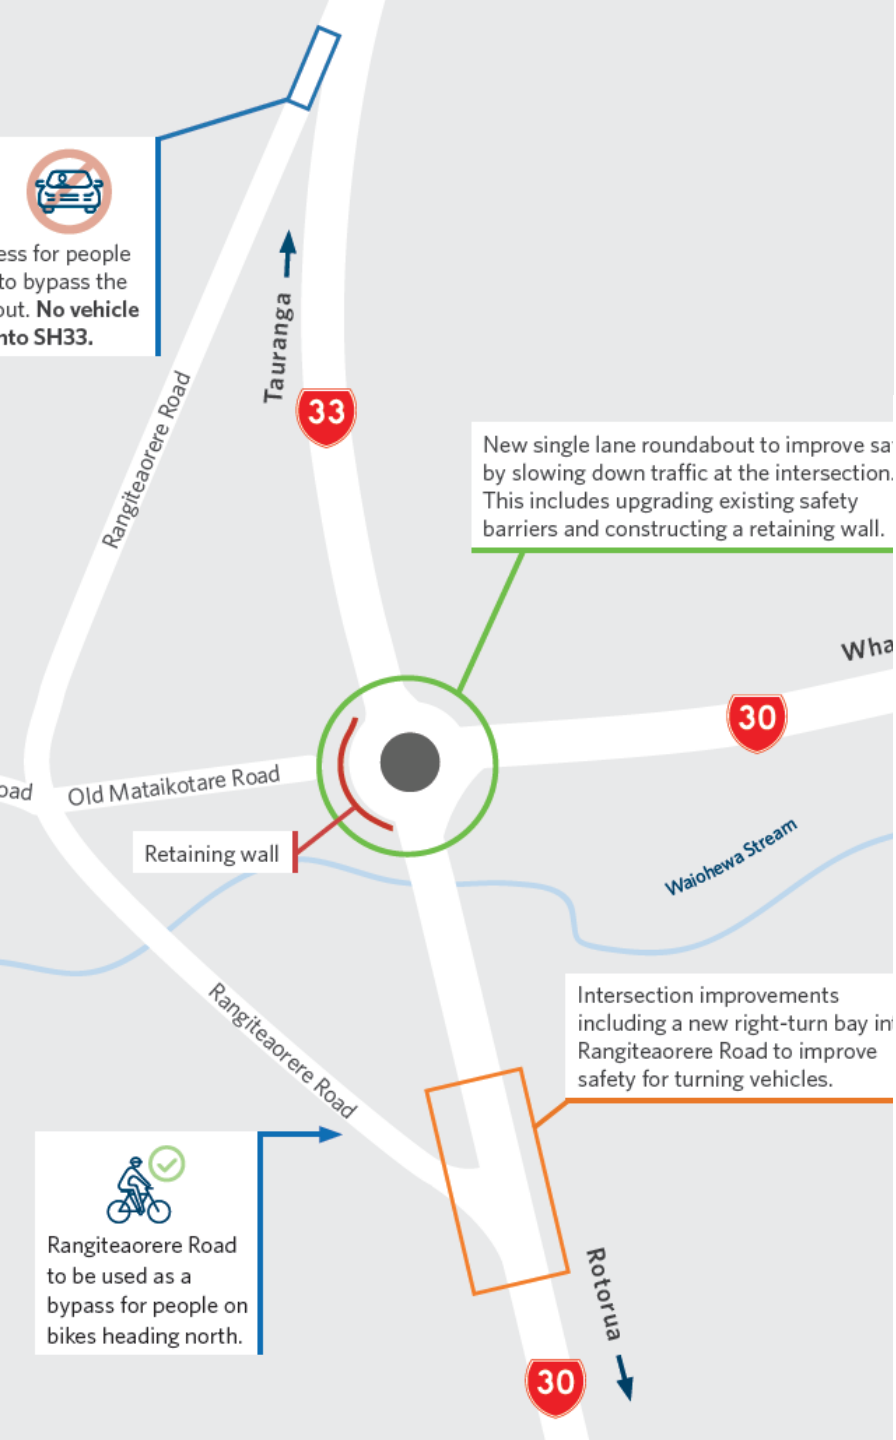 ess for people
to bypass the
out. No vehicle
nto SH33.
Tauranga
33
Rangiteaorere Road
New single lane roundabout to improve sa
by slowing down traffic at the intersection.
This includes upgrading existing safety
barriers and constructing a retaining wall.
Wha
30
oad
Old Mataikotare Road
Retaining wall
Waiohewa Stream
Rangiteaorere Road
Intersection improvements
including a new right-turn bay in
Rangiteaorere Road to improve
safety for turning vehicles.
Rangiteaorere Road
to be used as a
bypass for people on
bikes heading north.
Rotorua
30